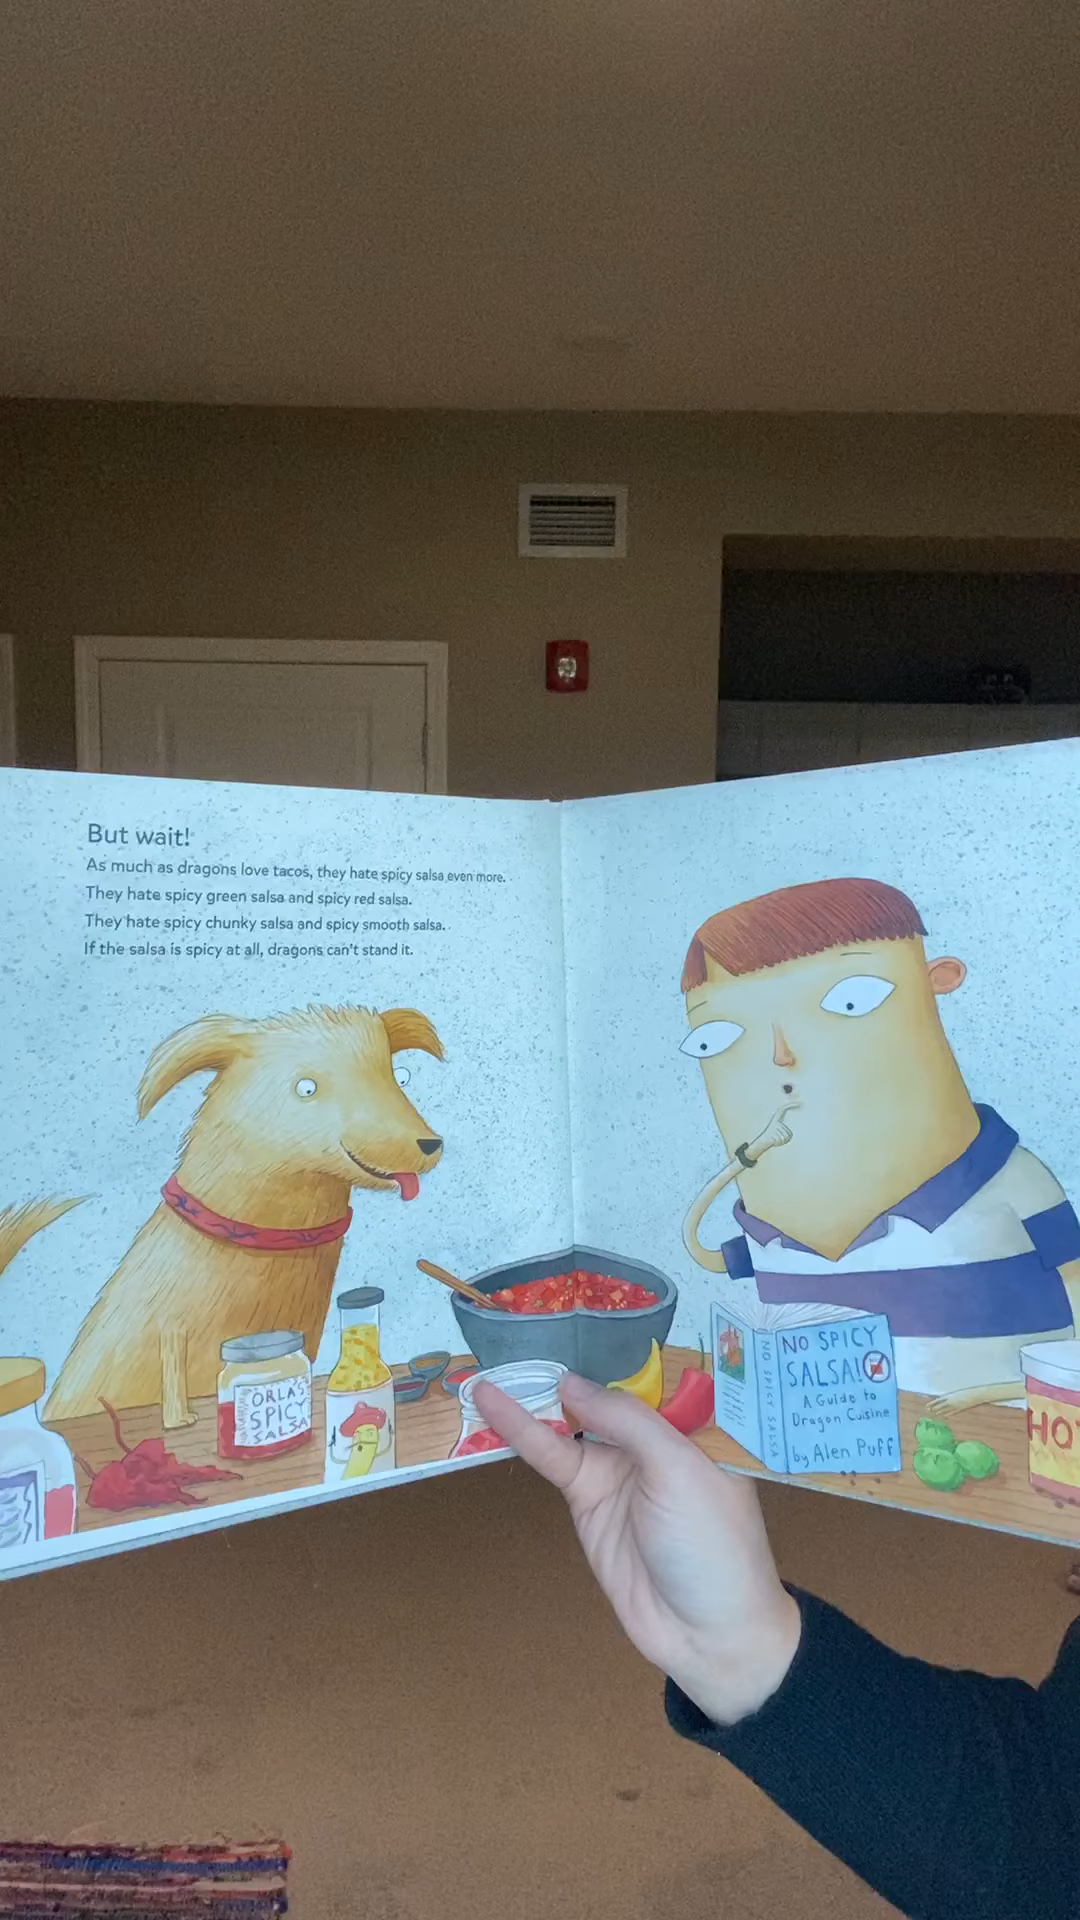 But wait!
As much as dragons love tacos, they hate spicy salsa even more.
They hate spicy green salsa and spicy red salsa.
They hate spicy chunky salsa and spicy smooth salsa.
If the salsa is spicy at all, dragons can't stand it.
ORLA'S
SPICY
SALSA
NO SPICY SALSA
NO SPICY
SALSA!
A Guide to
Dragon Cuisine
by Alen Puff
HOT